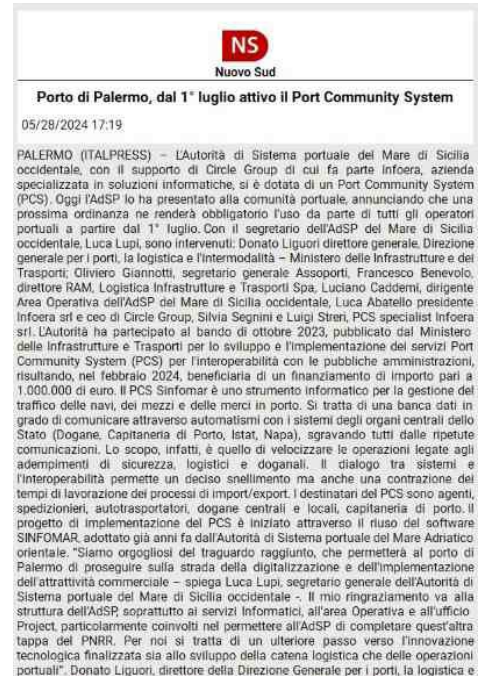 NS
Nuovo Sud
Porto di Palermo, dal 1° luglio attivo il Port Community System
05/28/2024 17:19
PALERMO (ITALPRESS) – L'Autorità di Sistema portuale del Mare di Sicilia
occidentale, con il supporto di Circle Group di cui fa parte Infoera, azienda
specializzata in soluzioni informatiche, si è dotata di un Port Community System
(PCS). Oggi l'AdSP lo ha presentato alla comunità portuale, annunciando che una
prossima ordinanza ne renderà obbligatorio l'uso da parte di tutti gli operatori
portuali a partire dal 1° luglio. Con il segretario dell'AdSP del Mare di Sicilia
occidentale, Luca Lupi, sono intervenuti: Donato Liguori direttore generale, Direzione
generale per i porti, la logistica e l'intermodalità – Ministero delle Infrastrutture e dei
Trasporti; Oliviero Giannotti, segretario generale Assoporti, Francesco Benevolo,
direttore RAM, Logistica Infrastrutture e Trasporti Spa, Luciano Caddemi, dirigente
Area Operativa dell'AdSP del Mare di Sicilia occidentale, Luca Abatello presidente
Infoera srl e ceo di Circle Group, Silvia Segnini e Luigi Streri, PCS specialist Infoera
srl. L'Autorità ha partecipato al bando di ottobre 2023, pubblicato dal Ministero
delle Infrastrutture e Trasporti per lo sviluppo e l'implementazione dei servizi Port
Community System (PCS) per l'interoperabilità con le pubbliche amministrazioni,
risultando, nel febbraio 2024, beneficiaria di un finanziamento di importo pari a
1.000.000 di euro. Il PCS Sinfomar è uno strumento informatico per la gestione del
traffico delle navi, dei mezzi e delle merci in porto. Si tratta di una banca dati in
grado di comunicare attraverso automatismi con i sistemi degli organi centrali dello
Stato (Dogane, Capitaneria di Porto, Istat, Napa), sgravando tutti dalle ripetute
comunicazioni. Lo scopo, infatti, è quello di velocizzare le operazioni legate agli
adempimenti di sicurezza, logistici e doganali. Il dialogo tra sistemi e
l'interoperabilità permette un deciso snellimento ma anche una contrazione dei
tempi di lavorazione dei processi di import/export. I destinatari del PCS sono agenti,
spedizionieri, autotrasportatori, dogane centrali e locali, capitaneria di porto. Il
progetto di implementazione del PCS è iniziato attraverso il riuso del software
SINFOMAR, adottato già anni fa dall'Autorità di Sistema portuale del Mare Adriatico
orientale. "Siamo orgogliosi del traguardo raggiunto, che permetterà al porto di
Palermo di proseguire sulla strada della digitalizzazione e dell'implementazione
dell'attrattività commerciale – spiega Luca Lupi, segretario generale dell'Autorità di
Sistema portuale del Mare di Sicilia occidentale -. Il mio ringraziamento va alla
struttura dell'AdSP, soprattutto ai servizi Informatici, all'area Operativa e all'ufficio
Project, particolarmente coinvolti nel permettere all'AdSP di completare quest'altra
tappa del PNRR. Per noi si tratta di un ulteriore passo verso l'innovazione
tecnologica finalizzata sia allo sviluppo della catena logistica che delle operazioni
portuali". Donato Liguori, direttore della Direzione Generale per i porti, la logistica e